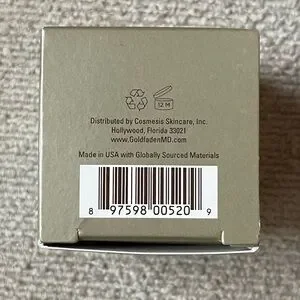 12 M
Distributed by Cosmesis Skincare, Inc.
Hollywood, Florida 33021
www.GoldfadenMD.com
Made in USA with Globally Sourced Materials
8 97598 00520 9